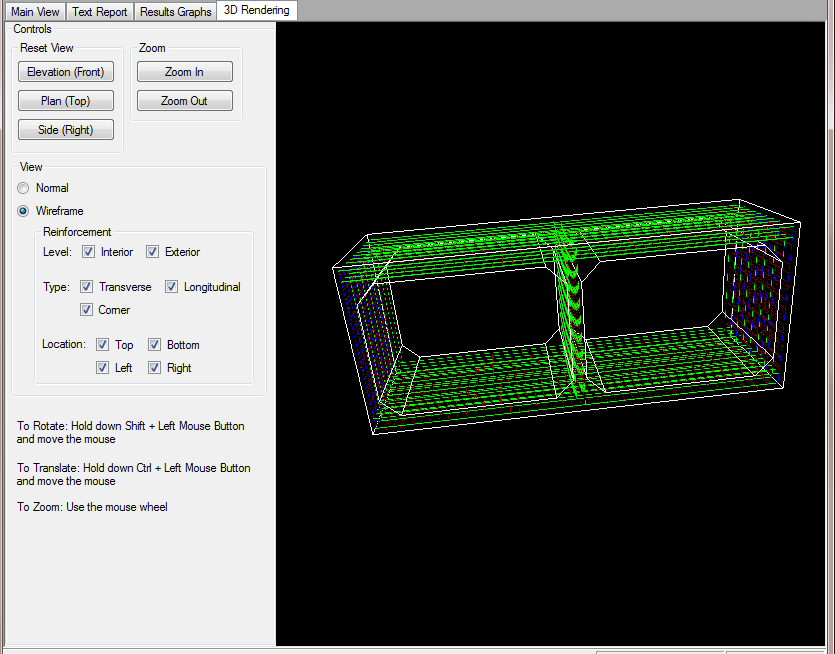 Main View Text Report Results Graphs 3D Rendering
Controls
Reset View Zoom
Elevation (Front) Zoom In
Plan (Top) Zoom Out
Side (Right)
View
Normal
Wireframe
Reinforcement
Level: Interior Exterior
Type: Transverse Longitudinal
Corner
Location: Top Bottom
Left Right
To Rotate: Hold down Shift + Left Mouse Button
and move the mouse
To Translate: Hold down Ctrl + Left Mouse Button
and move the mouse
To Zoom: Use the mouse wheel